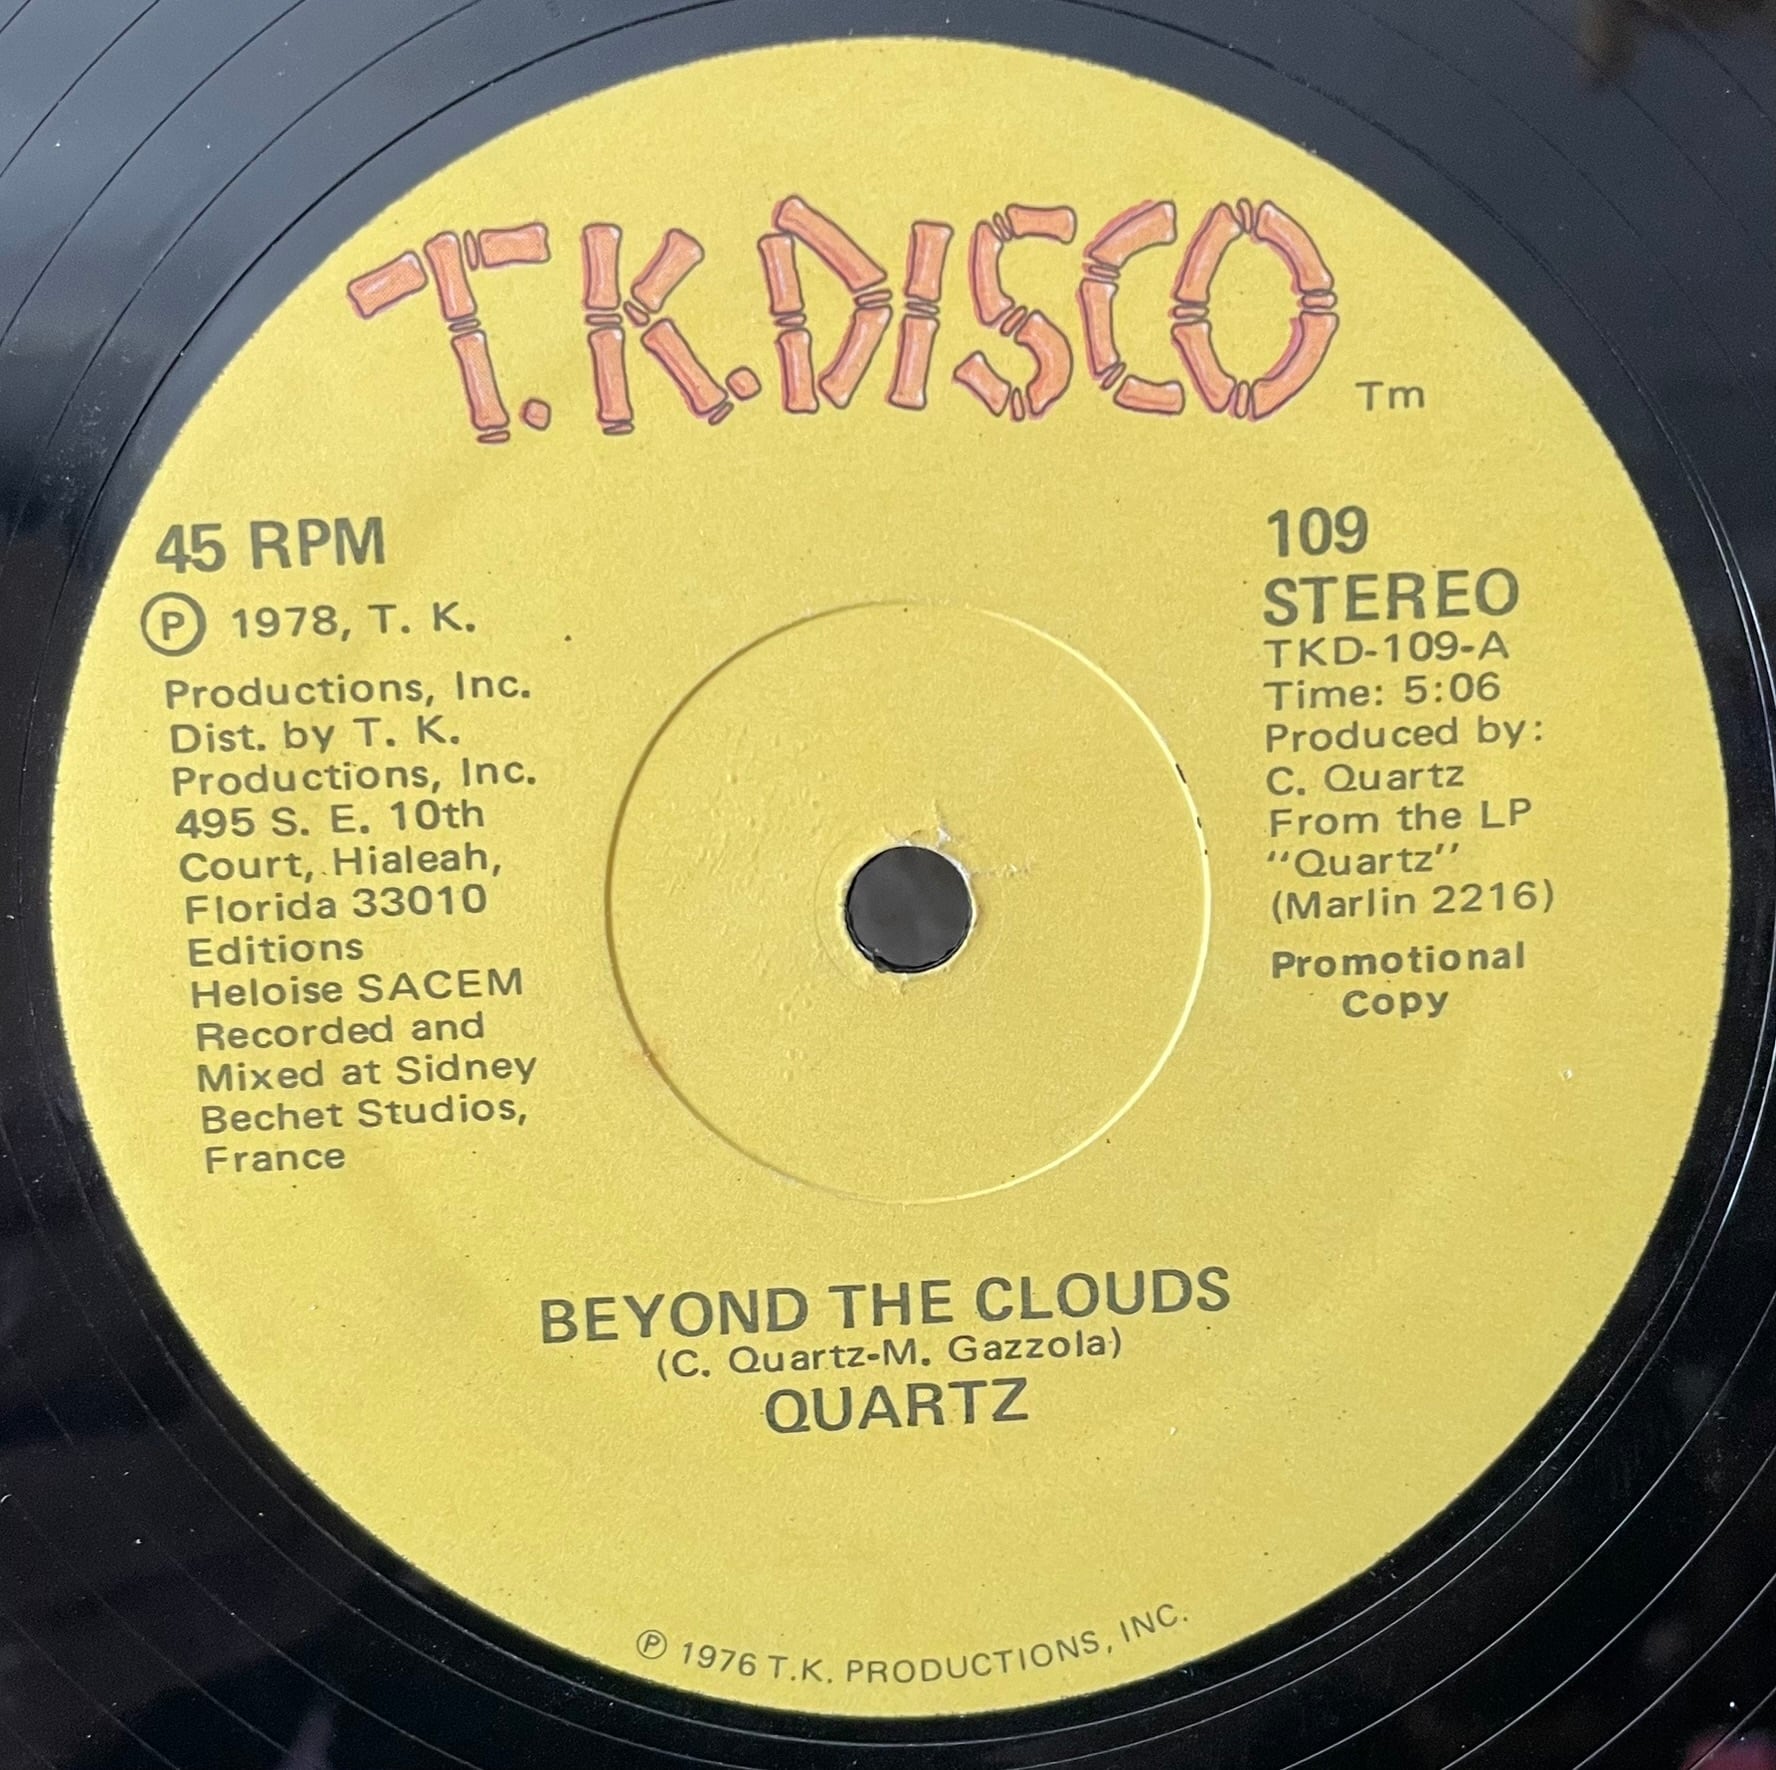 T.K. DISCO
Tm
45 RPM
Ⓟ 1978, T. K.
Productions, Inc.
Dist. by T. K.
Productions, Inc.
495 S. E. 10th
Court, Hialeah,
Florida 33010
Editions
Heloise SACEM
Recorded and
Mixed at Sidney
Bechet Studios,
France
109
STEREO
TKD-109-A
Time: 5:06
Produced by:
C. Quartz
From the LP
"Quartz"
(Marlin 2216)
Promotional
Copy
BEYOND THE CLOUDS
(C. Quartz-M. Gazzola)
QUARTZ
Ⓟ 1976 T.K. PRODUCTIONS, INC.